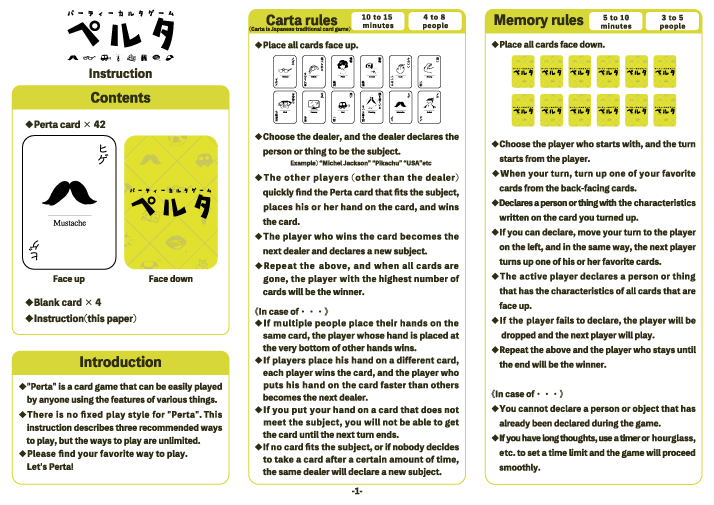 パーティーカルタゲーム
ペルタ
Instruction
Contents
◆Perta card × 42
ヒゲ
Mustache
ヒゲ
パーティーカルタゲーム
ペルタ
Face up
Face down
◆Blank card × 4
◆Instruction(this paper)
Introduction
◆"Perta" is a card game that can be easily played
by anyone using the features of various things.
◆There is no fixed play style for "Perta". This
instruction describes three recommended ways
to play, but the ways to play are unlimited.
◆Please find your favorite way to play.
Let's Perta!
Carta rules
(Carta is Japanese traditional card game)
10 to 15
minutes
4 to 8
people
◆Place all cards face up.
◆Choose the dealer, and the dealer declares the
person or thing to be the subject.
Example) "Michel Jackson" "Pikachu" "USA"etc
◆The other players (other than the dealer)
quickly find the Perta card that fits the subject,
places his or her hand on the card, and wins
the card.
◆The player who wins the card becomes the
next dealer and declares a new subject.
◆Repeat the above, and when all cards are
gone, the player with the highest number of
cards will be the winner.
《In case of・・・》
◆If multiple people place their hands on the
same card, the player whose hand is placed at
the very bottom of other hands wins.
◆If players place his hand on a different card,
each player wins the card, and the player who
puts his hand on the card faster than others
becomes the next dealer.
◆If you put your hand on a card that does not
meet the subject, you will not be able to get
the card until the next turn ends.
◆If no card fits the subject, or if nobody decides
to take a card after a certain amount of time,
the same dealer will declare a new subject.
Memory rules
5 to 10
minutes
3 to 5
people
◆Place all cards face down.
ペルタ ペルタ ペルタ ペルタ ペルタ ペルタ
ペルタ ペルタ ペルタ ペルタ ペルタ ペルタ
◆Choose the player who starts with, and the turn
starts from the player.
◆When your turn, turn up one of your favorite
cards from the back-facing cards.
◆Declares a person or thing with the characteristics
written on the card you turned up.
◆If you can declare, move your turn to the player
on the left, and in the same way, the next player
turns up one of his or her favorite cards.
◆The active player declares a person or thing
that has the characteristics of all cards that are
face up.
◆If the player fails to declare, the player will be
dropped and the next player will play.
◆Repeat the above and the player who stays until
the end will be the winner.
《In case of・・・》
◆You cannot declare a person or object that has
already been declared during the game.
◆If you have long thoughts, use a timer or hourglass,
etc. to set a time limit and the game will proceed
smoothly.
-1-